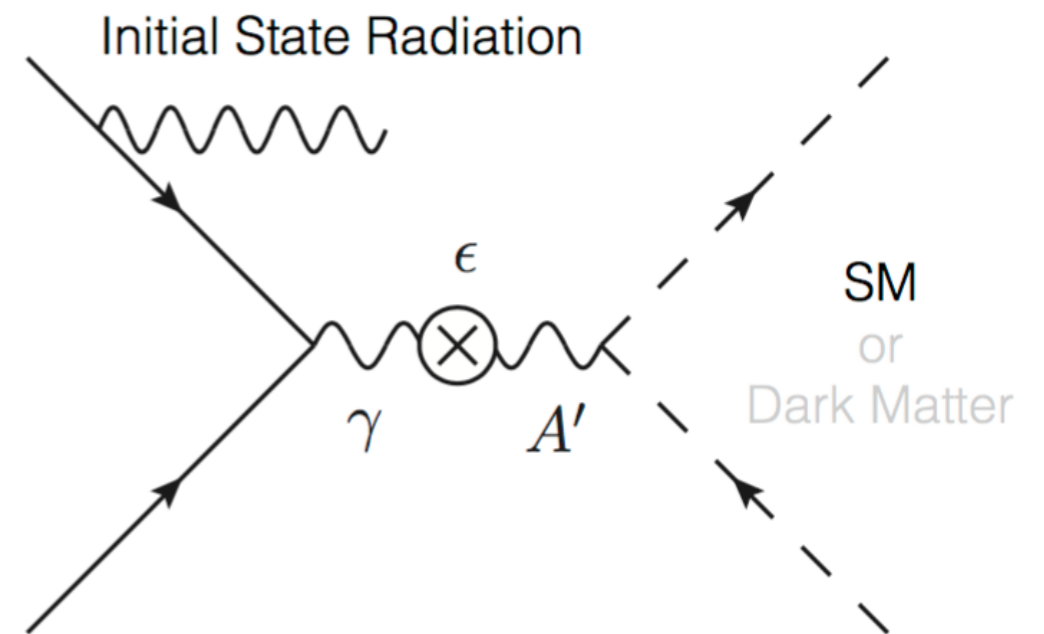 Initial State Radiation
ϵ
SM
or
Dark Matter
γ
A′